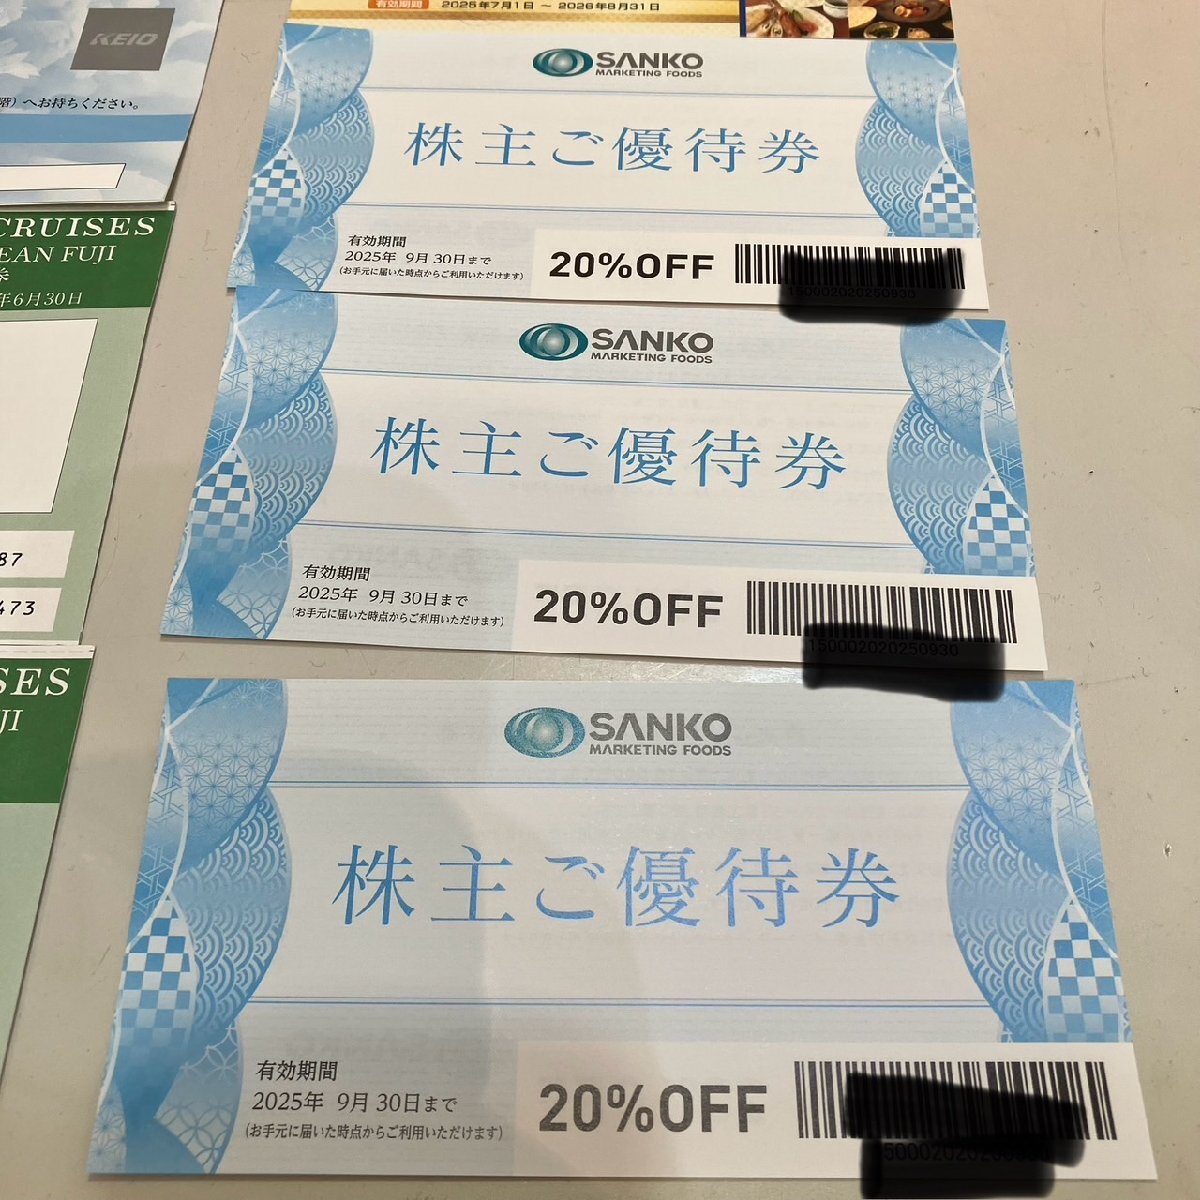 有効期間 2025年7月1日 ～ 2026年8月31日
KEIO
へお持ちください。
CRUISES
EAN FUJI
券
年6月30日
87
473
SES
JI
SANKO
MARKETING FOODS
株主ご優待券
有効期間
2025年 9月 30日まで
(お手元に届いた時点からご利用いただけます)
20%OFF
150002020250930
SANKO
MARKETING FOODS
株主ご優待券
有効期間
2025年 9月 30日まで
(お手元に届いた時点からご利用いただけます)
20%OFF
150002020250930
SANKO
MARKETING FOODS
株主ご優待券
有効期間
2025年 9月 30日まで
(お手元に届いた時点からご利用いただけます)
20%OFF